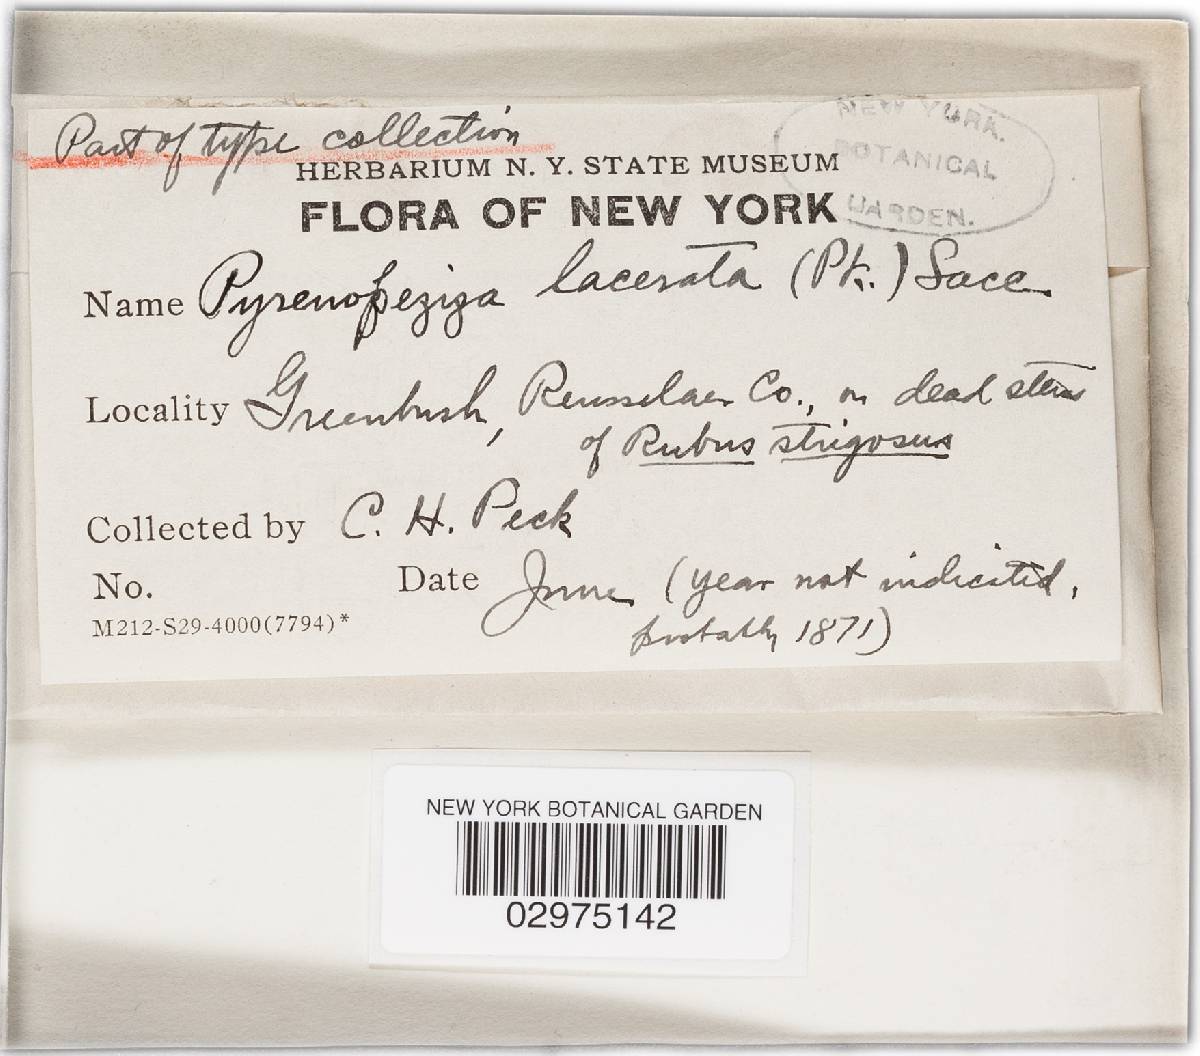 Part of type collection
NEW YORK
BOTANICAL
GARDEN.
HERBARIUM N. Y. STATE MUSEUM
FLORA OF NEW YORK
Name Pyrenopeziza lacerata (Pk.) Sacc.
Locality Greenbush, Rensselaer Co., on dead stems
of Rubus strigosus
Collected by C. H. Peck
No. Date June (year not indicated,
probably 1871)
M212-S29-4000(7794)*
NEW YORK BOTANICAL GARDEN
02975142